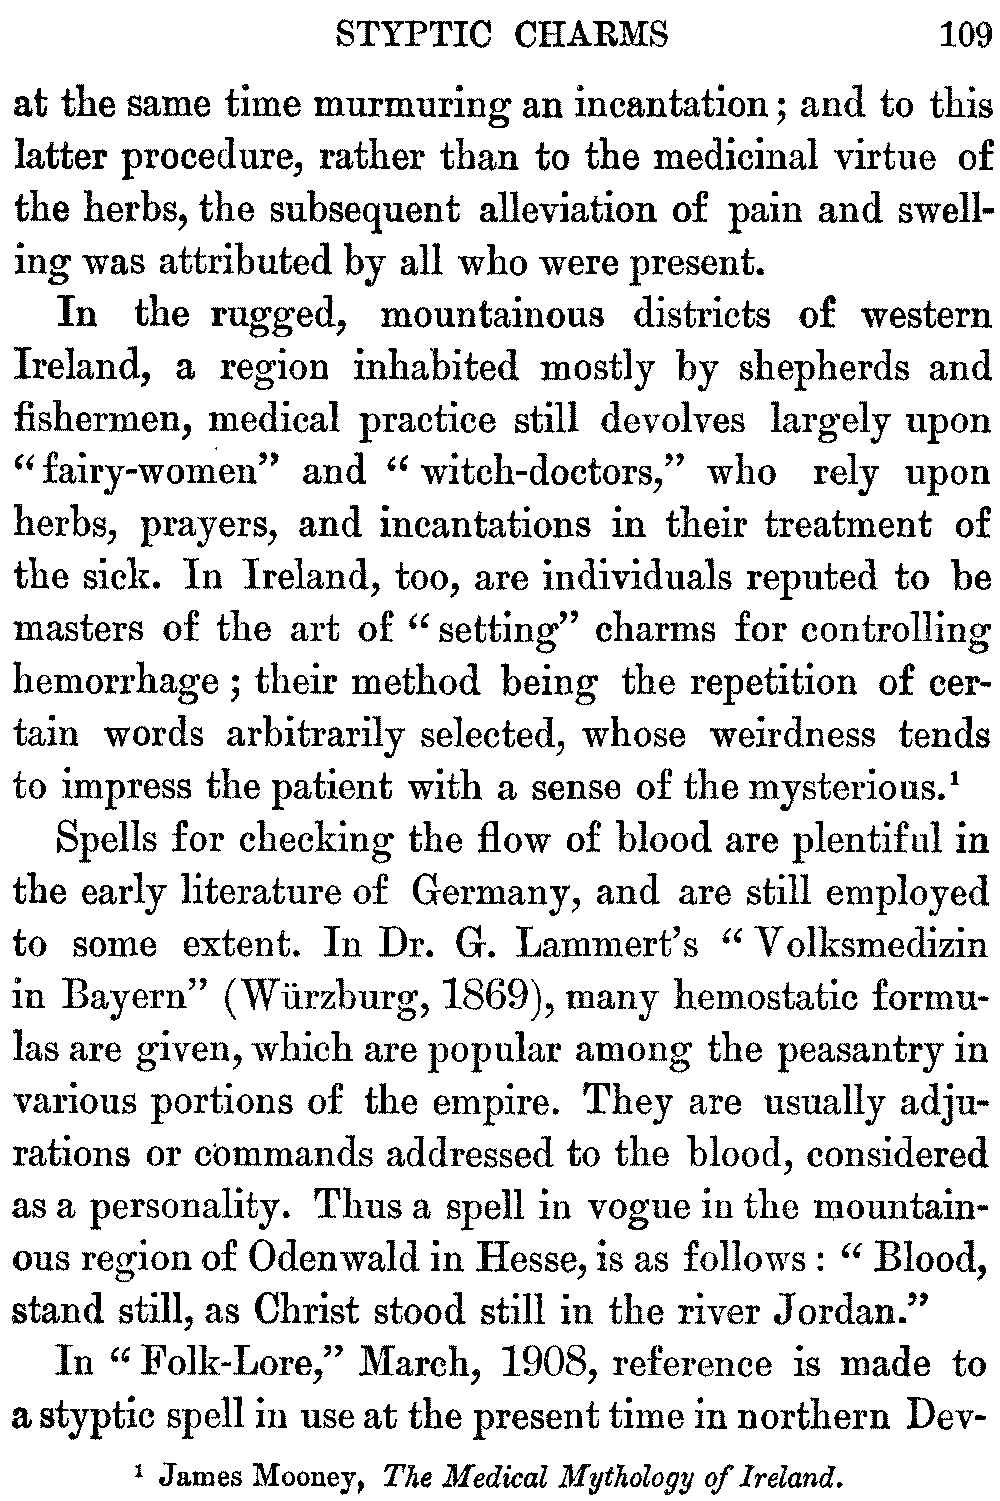 STYPTIC CHARMS 109
at the same time murmuring an incantation; and to this
latter procedure, rather than to the medicinal virtue of
the herbs, the subsequent alleviation of pain and swell-
ing was attributed by all who were present.
In the rugged, mountainous districts of western
Ireland, a region inhabited mostly by shepherds and
fishermen, medical practice still devolves largely upon
“fairy-women” and “witch-doctors,” who rely upon
herbs, prayers, and incantations in their treatment of
the sick. In Ireland, too, are individuals reputed to be
masters of the art of “setting” charms for controlling
hemorrhage; their method being the repetition of cer-
tain words arbitrarily selected, whose weirdness tends
to impress the patient with a sense of the mysterious.¹
Spells for checking the flow of blood are plentiful in
the early literature of Germany, and are still employed
to some extent. In Dr. G. Lammert’s “Volksmedizin
in Bayern” (Würzburg, 1869), many hemostatic formu-
las are given, which are popular among the peasantry in
various portions of the empire. They are usually adju-
rations or commands addressed to the blood, considered
as a personality. Thus a spell in vogue in the mountain-
ous region of Odenwald in Hesse, is as follows: “Blood,
stand still, as Christ stood still in the river Jordan.”
In “Folk-Lore,” March, 1908, reference is made to
a styptic spell in use at the present time in northern Dev-
¹ James Mooney, The Medical Mythology of Ireland.